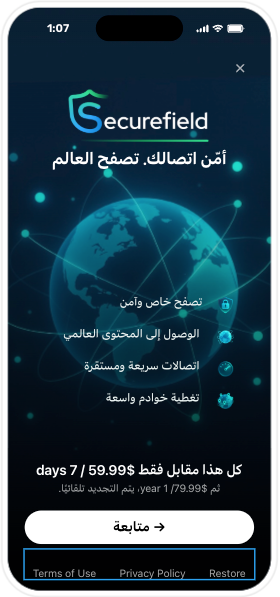 1:07
Securefield
أمّن اتصالك. تصفح العالم
تصفح خاص وآمن
الوصول إلى المحتوى العالمي
اتصالات سريعة ومستقرة
تغطية خوادم واسعة
كل هذا مقابل فقط $59.99 / 7 days
ثم $79.99/ 1 year، يتم التجديد تلقائيًا.
متابعة →
Terms of Use Privacy Policy Restore